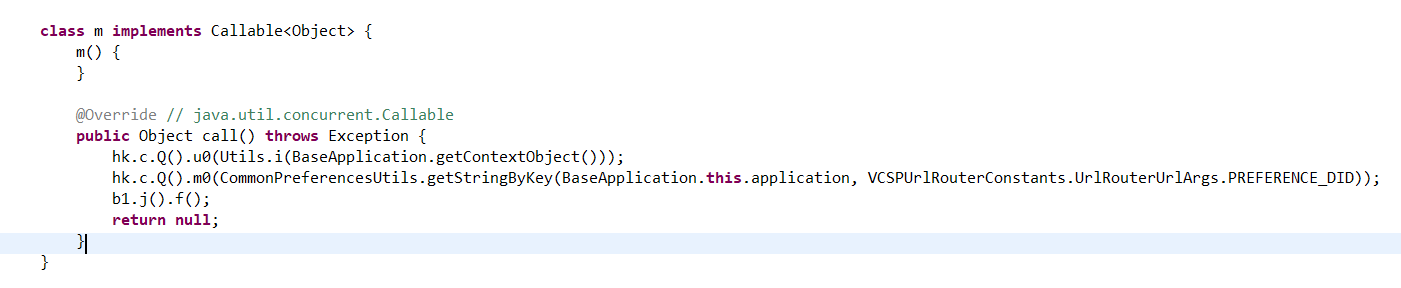 class m implements Callable<Object> {
m() {
}
@Override // java.util.concurrent.Callable
public Object call() throws Exception {
hk.c.Q().u0(Utils.i(BaseApplication.getContextObject()));
hk.c.Q().m0(CommonPreferencesUtils.getStringByKey(BaseApplication.this.application, VCSPUrlRouterConstants.UrlRouterUrlArgs.PREFERENCE_DID));
b1.j().f();
return null;
}
}